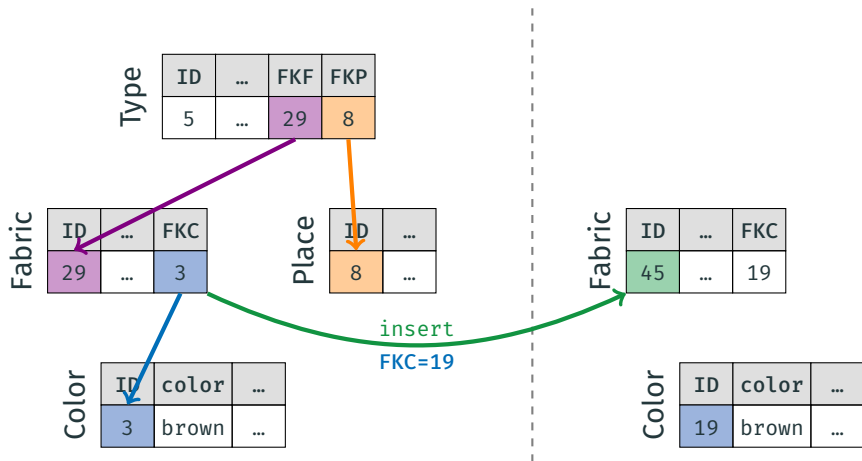 Type
ID … FKF FKP
5 … 29 8
Fabric
ID … FKC
29 … 3
Place
ID …
8 …
Fabric
ID … FKC
45 … 19
insert
FKC=19
Color
ID color …
3 brown …
Color
ID color …
19 brown …